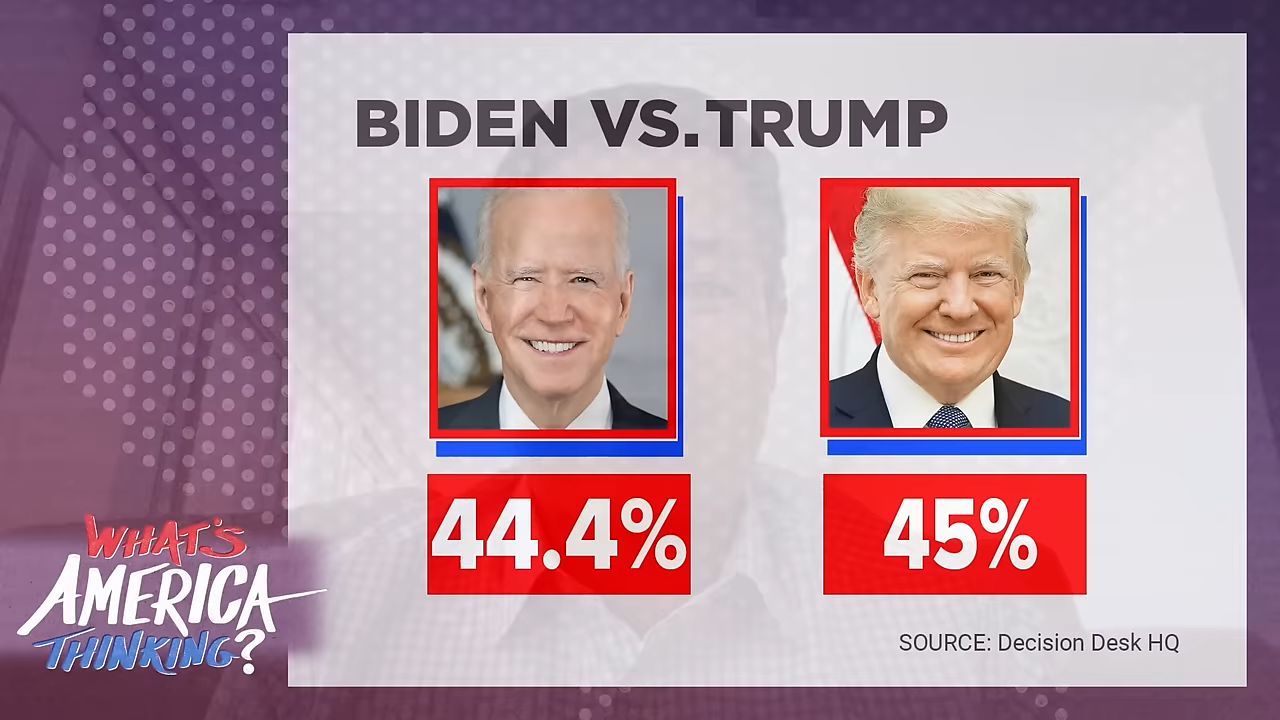 BIDEN VS. TRUMP
44.4%
45%
SOURCE: Decision Desk HQ
WHAT'S
AMERICA
THINKING?